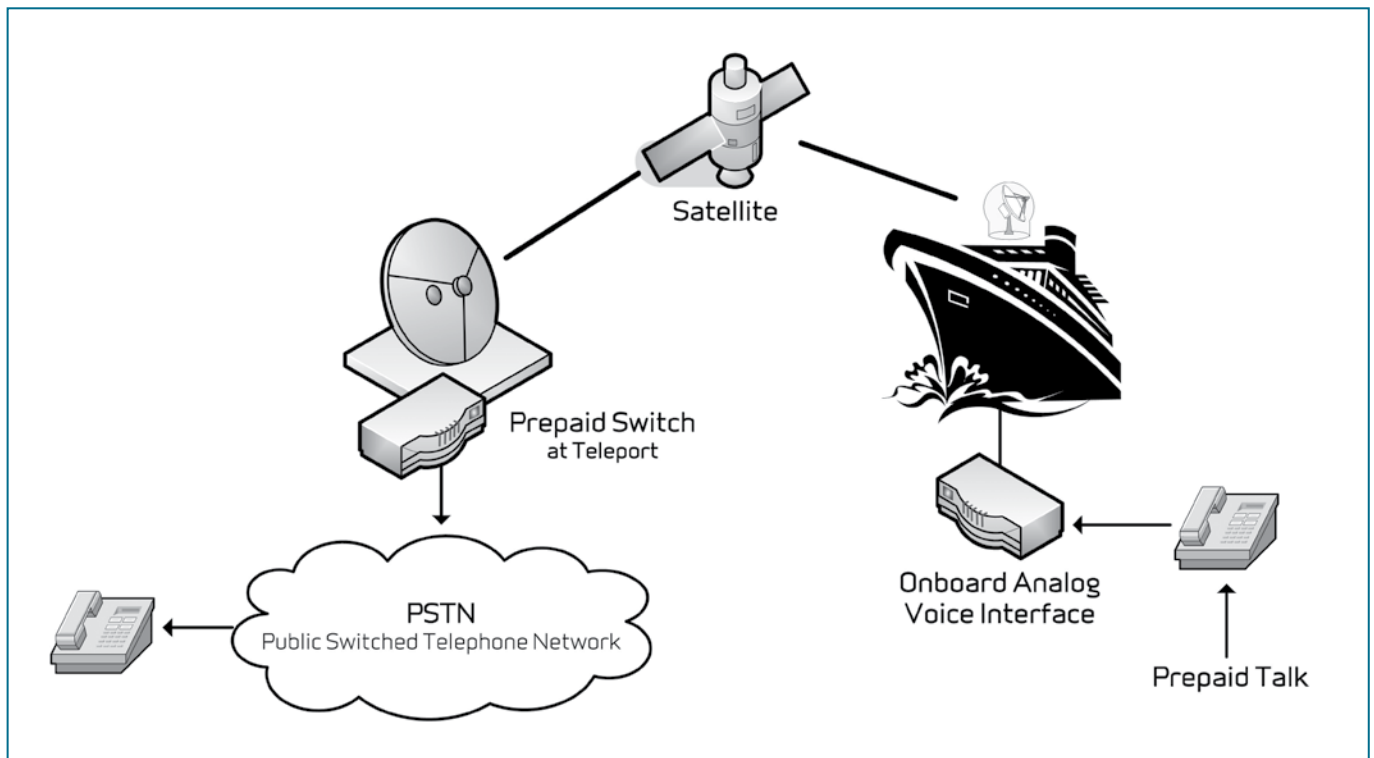 Satellite
Prepaid Switch
at Teleport
Onboard Analog
Voice Interface
PSTN
Public Switched Telephone Network
Prepaid Talk